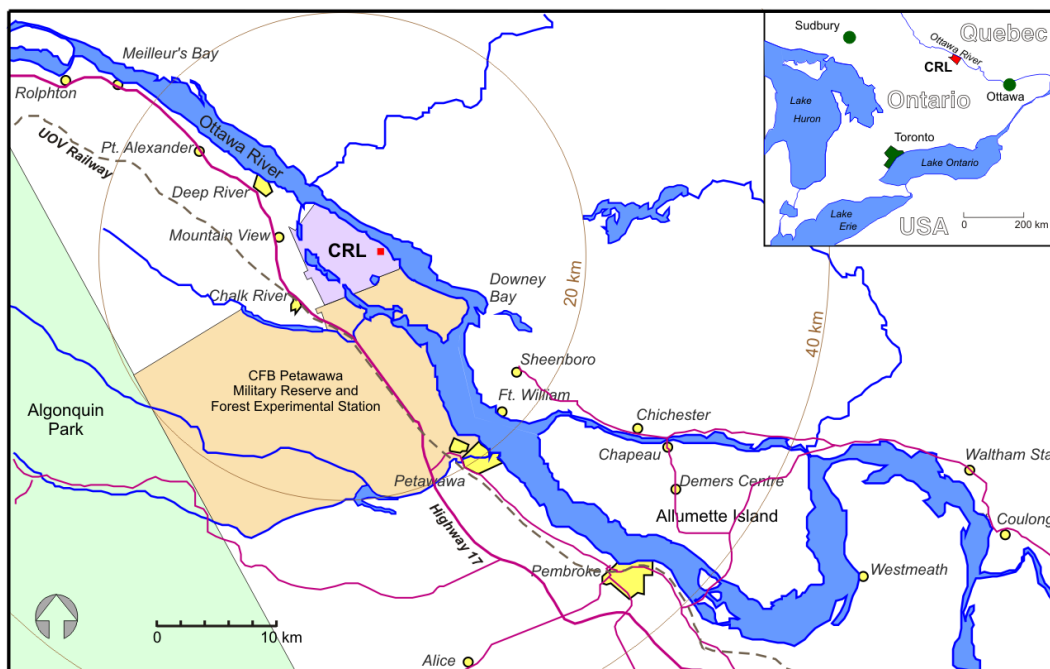 Meilleur's Bay
Rolphton
Ottawa River
UOV Railway
Pt. Alexander
Deep River
Mountain View
CRL
Chalk River
Downey
Bay
20 km
40 km
Sheenboro
Ft. William
CFB Petawawa
Military Reserve and
Forest Experimental Station
Algonquin
Park
Chichester
Chapeau
Waltham Sta
Petawawa
Demers Centre
Allumette Island
Coulong
Highway 17
Pembroke
Westmeath
0
10 km
Alice
Sudbury
Quebec
Ottawa River
CRL
Ontario
Ottawa
Lake
Huron
Toronto
Lake Ontario
Lake
Erie
USA
0
200 km